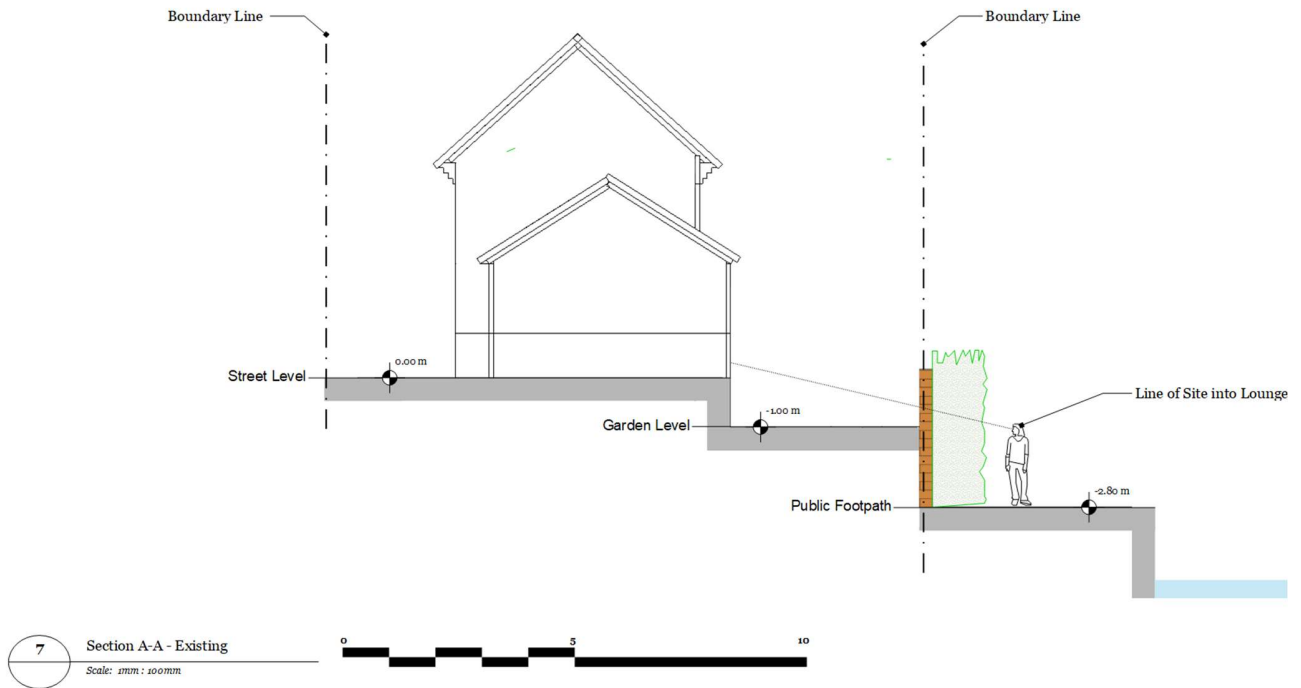 Boundary Line
Boundary Line
0.00 m
Street Level
Line of Site into Lounge
-1.00 m
Garden Level
-2.80 m
Public Footpath
7
Section A-A - Existing
Scale: 1mm : 100mm
0
5
10